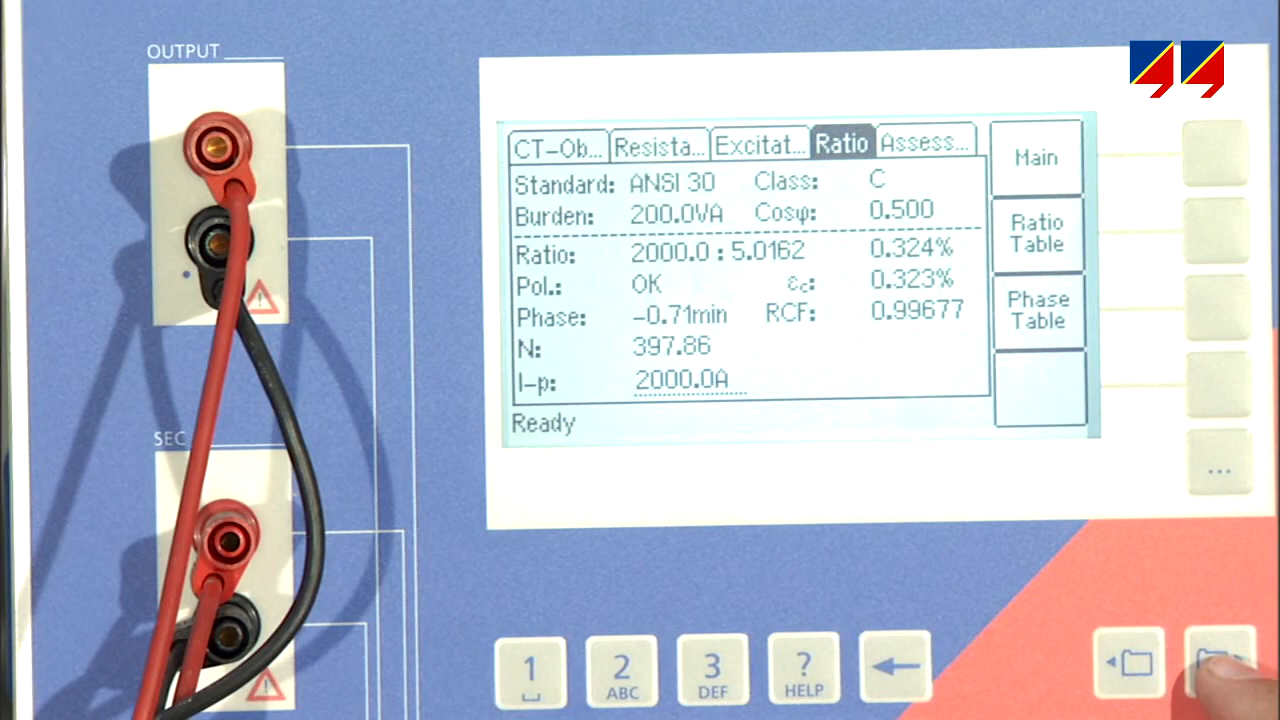 OUTPUT
CT-Ob... Resista... Excitat... Ratio Assess...
Standard: ANSI 30 Class: C
Burden: 200.0VA Cosφ: 0.500
Ratio: 2000.0 : 5.0162 0.324%
Pol.: OK εc: 0.323%
Phase: -0.71min RCF: 0.99677
N: 397.86
I-p: 2000.0A
Ready
Main
Ratio
Table
Phase
Table
...
SEC
1
2
ABC
3
DEF
?
HELP